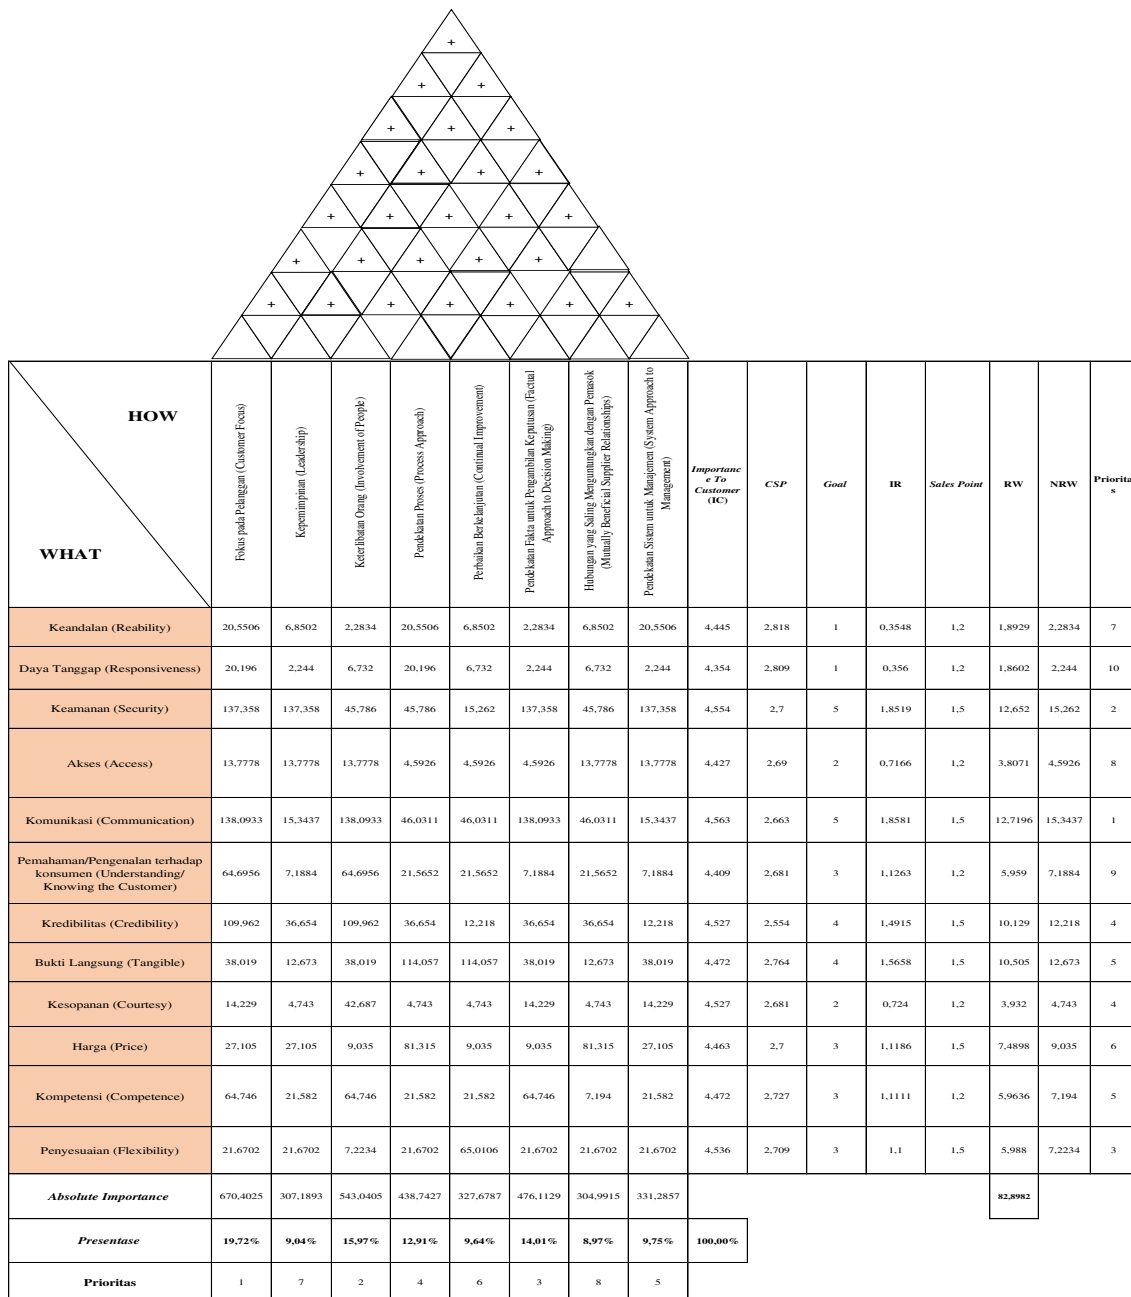 +
+ +
+ + +
+ + + +
+ + + + +
+ + + + +
+ + + + + + +
HOW
WHAT
Fokus pada Pelanggan (Customer Focus)
Kepemimpinan (Leadership)
Keterlibatan Orang (Involvement of People)
Pendekatan Proses (Process Approach)
Perbaikan Berkelanjutan (Continual Improvement)
Pendekatan Fakta untuk Pengambilan Keputusan (Factual
Approach to Decision Making)
Hubungan yang Saling Menguntungkan dengan Pemasok
(Mutually Beneficial Supplier Relationships)
Pendekatan Sistem untuk Manajemen (System Approach to
Management)
Importanc
e To
Customer
(IC)
CSP
Goal
IR
Sales Point
RW
NRW
Priorita
s
Keandalan (Reability) 20,5506 6,8502 2,2834 20,5506 6,8502 2,2834 6,8502 20,5506 4,445 2,818 1 0,3548 1,2 1,8929 2,2834 7
Daya Tanggap (Responsiveness) 20,196 2,244 6,732 20,196 6,732 2,244 6,732 2,244 4,354 2,809 1 0,356 1,2 1,8602 2,244 10
Keamanan (Security) 137,358 137,358 45,786 45,786 15,262 137,358 45,786 137,358 4,554 2,7 5 1,8519 1,5 12,652 15,262 2
Akses (Access) 13,7778 13,7778 13,7778 4,5926 4,5926 4,5926 13,7778 13,7778 4,427 2,69 2 0,7166 1,2 3,8071 4,5926 8
Komunikasi (Communication) 138,0933 15,3437 138,0933 46,0311 46,0311 138,0933 46,0311 15,3437 4,563 2,663 5 1,8581 1,5 12,7196 15,3437 1
Pemahaman/Pengenalan terhadap
konsumen (Understanding/
Knowing the Customer)
64,6956 7,1884 64,6956 21,5652 21,5652 7,1884 21,5652 7,1884 4,409 2,681 3 1,1263 1,2 5,959 7,1884 9
Kredibilitas (Credibility) 109,962 36,654 109,962 36,654 12,218 36,654 36,654 12,218 4,527 2,554 4 1,4915 1,5 10,129 12,218 4
Bukti Langsung (Tangible) 38,019 12,673 38,019 114,057 114,057 38,019 12,673 38,019 4,472 2,764 4 1,5658 1,5 10,505 12,673 5
Kesopanan (Courtesy) 14,229 4,743 42,687 4,743 4,743 14,229 4,743 14,229 4,527 2,681 2 0,724 1,2 3,932 4,743 4
Harga (Price) 27,105 27,105 9,035 81,315 9,035 9,035 81,315 27,105 4,463 2,7 3 1,1186 1,5 7,4898 9,035 6
Kompetensi (Competence) 64,746 21,582 64,746 21,582 21,582 64,746 7,194 21,582 4,472 2,727 3 1,1111 1,2 5,9636 7,194 5
Penyesuaian (Flexibility) 21,6702 21,6702 7,2234 21,6702 65,0106 21,6702 21,6702 21,6702 4,536 2,709 3 1,1 1,5 5,988 7,2234 3
Absolute Importance 670,4025 307,1893 543,0405 438,7427 327,6787 476,1129 304,9915 331,2857 82,8982
Presentase 19,72% 9,04% 15,97% 12,91% 9,64% 14,01% 8,97% 9,75% 100,00%
Prioritas 1 7 2 4 6 3 8 5